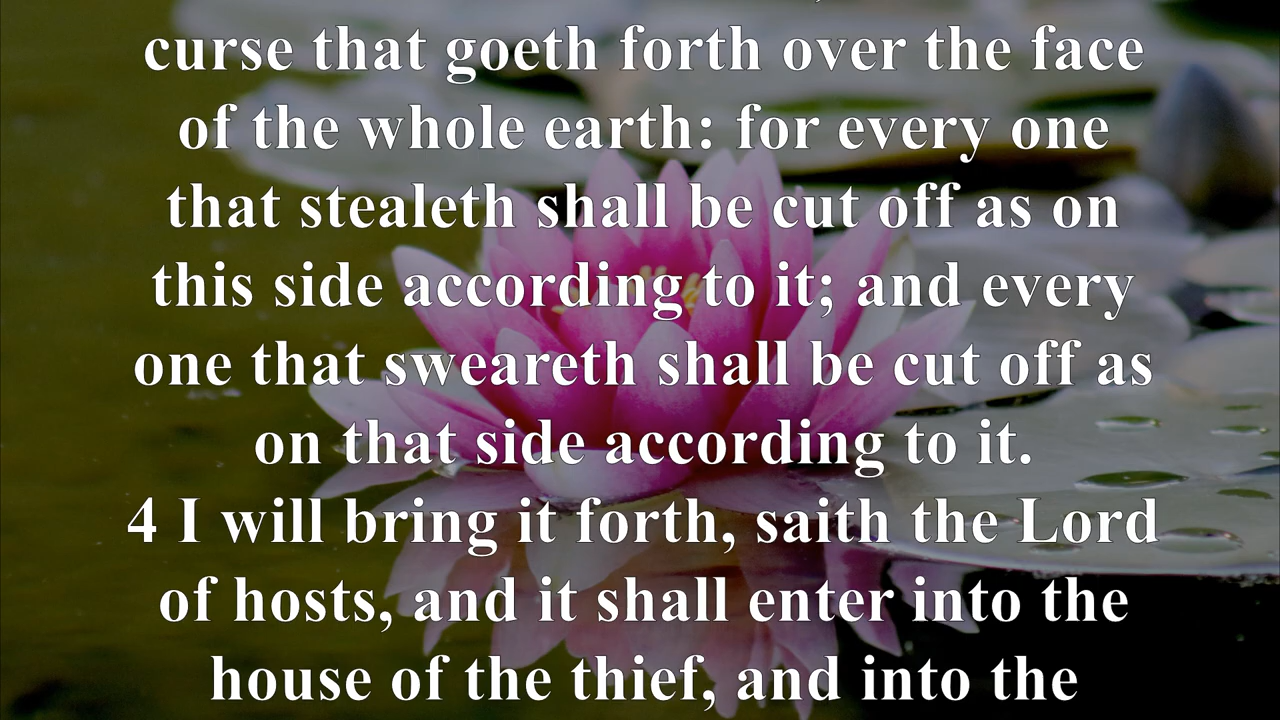 curse that goeth forth over the face
of the whole earth: for every one
that stealeth shall be cut off as on
this side according to it; and every
one that sweareth shall be cut off as
on that side according to it.
4 I will bring it forth, saith the Lord
of hosts, and it shall enter into the
house of the thief, and into the